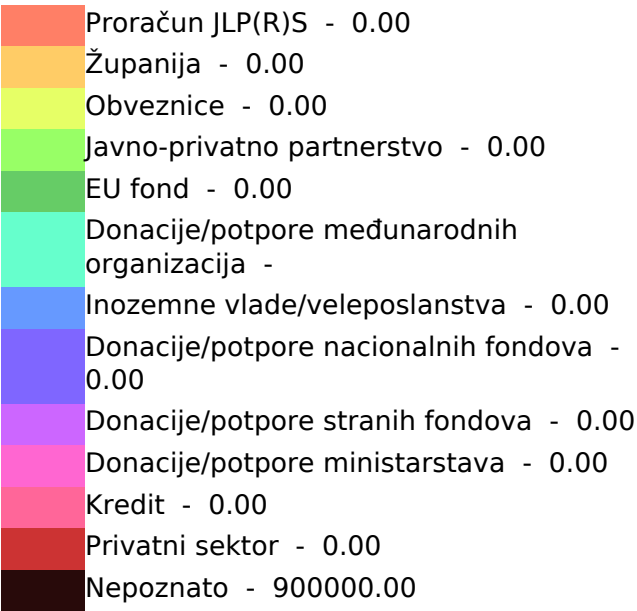 Proračun JLP(R)S - 0.00
Županija - 0.00
Obveznice - 0.00
Javno-privatno partnerstvo - 0.00
EU fond - 0.00
Donacije/potpore međunarodnih
organizacija -
Inozemne vlade/veleposlanstva - 0.00
Donacije/potpore nacionalnih fondova -
0.00
Donacije/potpore stranih fondova - 0.00
Donacije/potpore ministarstava - 0.00
Kredit - 0.00
Privatni sektor - 0.00
Nepoznato - 900000.00